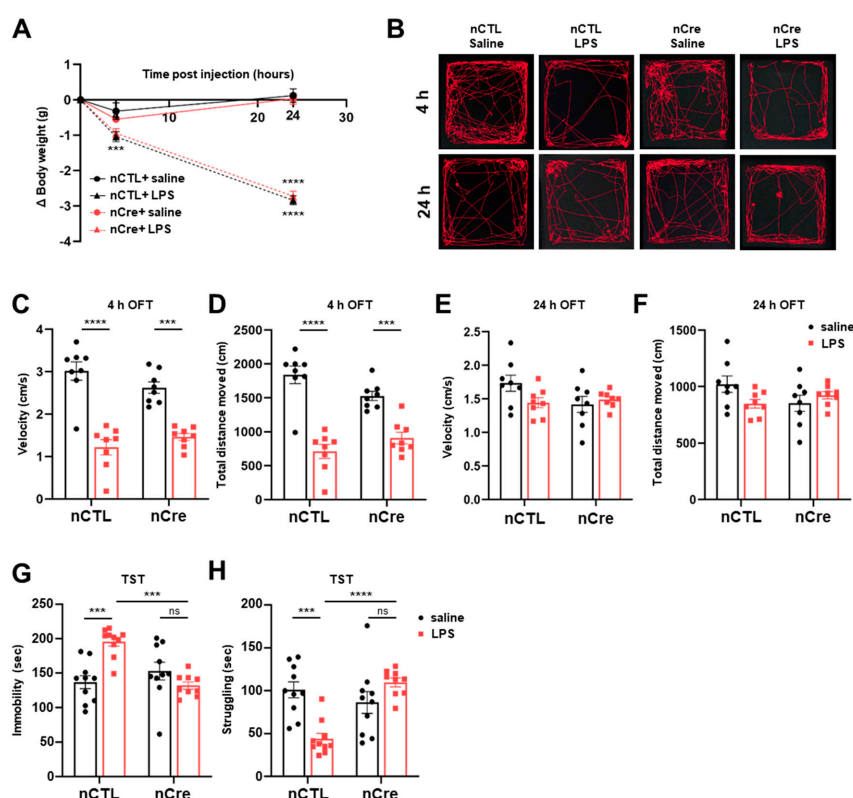 A
Time post injection (hours)
1
0
-1
-2
-3
-4
10
20
24
30
Δ Body weight (g)
***
****
****
nCTL+ saline
nCTL+ LPS
nCre+ saline
nCre+ LPS
B
nCTL
Saline
nCTL
LPS
nCre
Saline
nCre
LPS
4 h
24 h
C
4 h OFT
Velocity (cm/s)
4
3
2
1
0
****
***
nCTL
nCre
D
4 h OFT
Total distance moved (cm)
2500
2000
1500
1000
500
0
****
***
nCTL
nCre
E
24 h OFT
Velocity (cm/s)
2.5
2.0
1.5
1.0
0.5
0.0
nCTL
nCre
F
24 h OFT
Total distance moved (cm)
1500
1000
500
0
saline
LPS
nCTL
nCre
G
TST
Immobility (sec)
250
200
150
100
50
0
***
***
ns
nCTL
nCre
H
TST
Struggling (sec)
200
150
100
50
0
****
***
ns
saline
LPS
nCTL
nCre